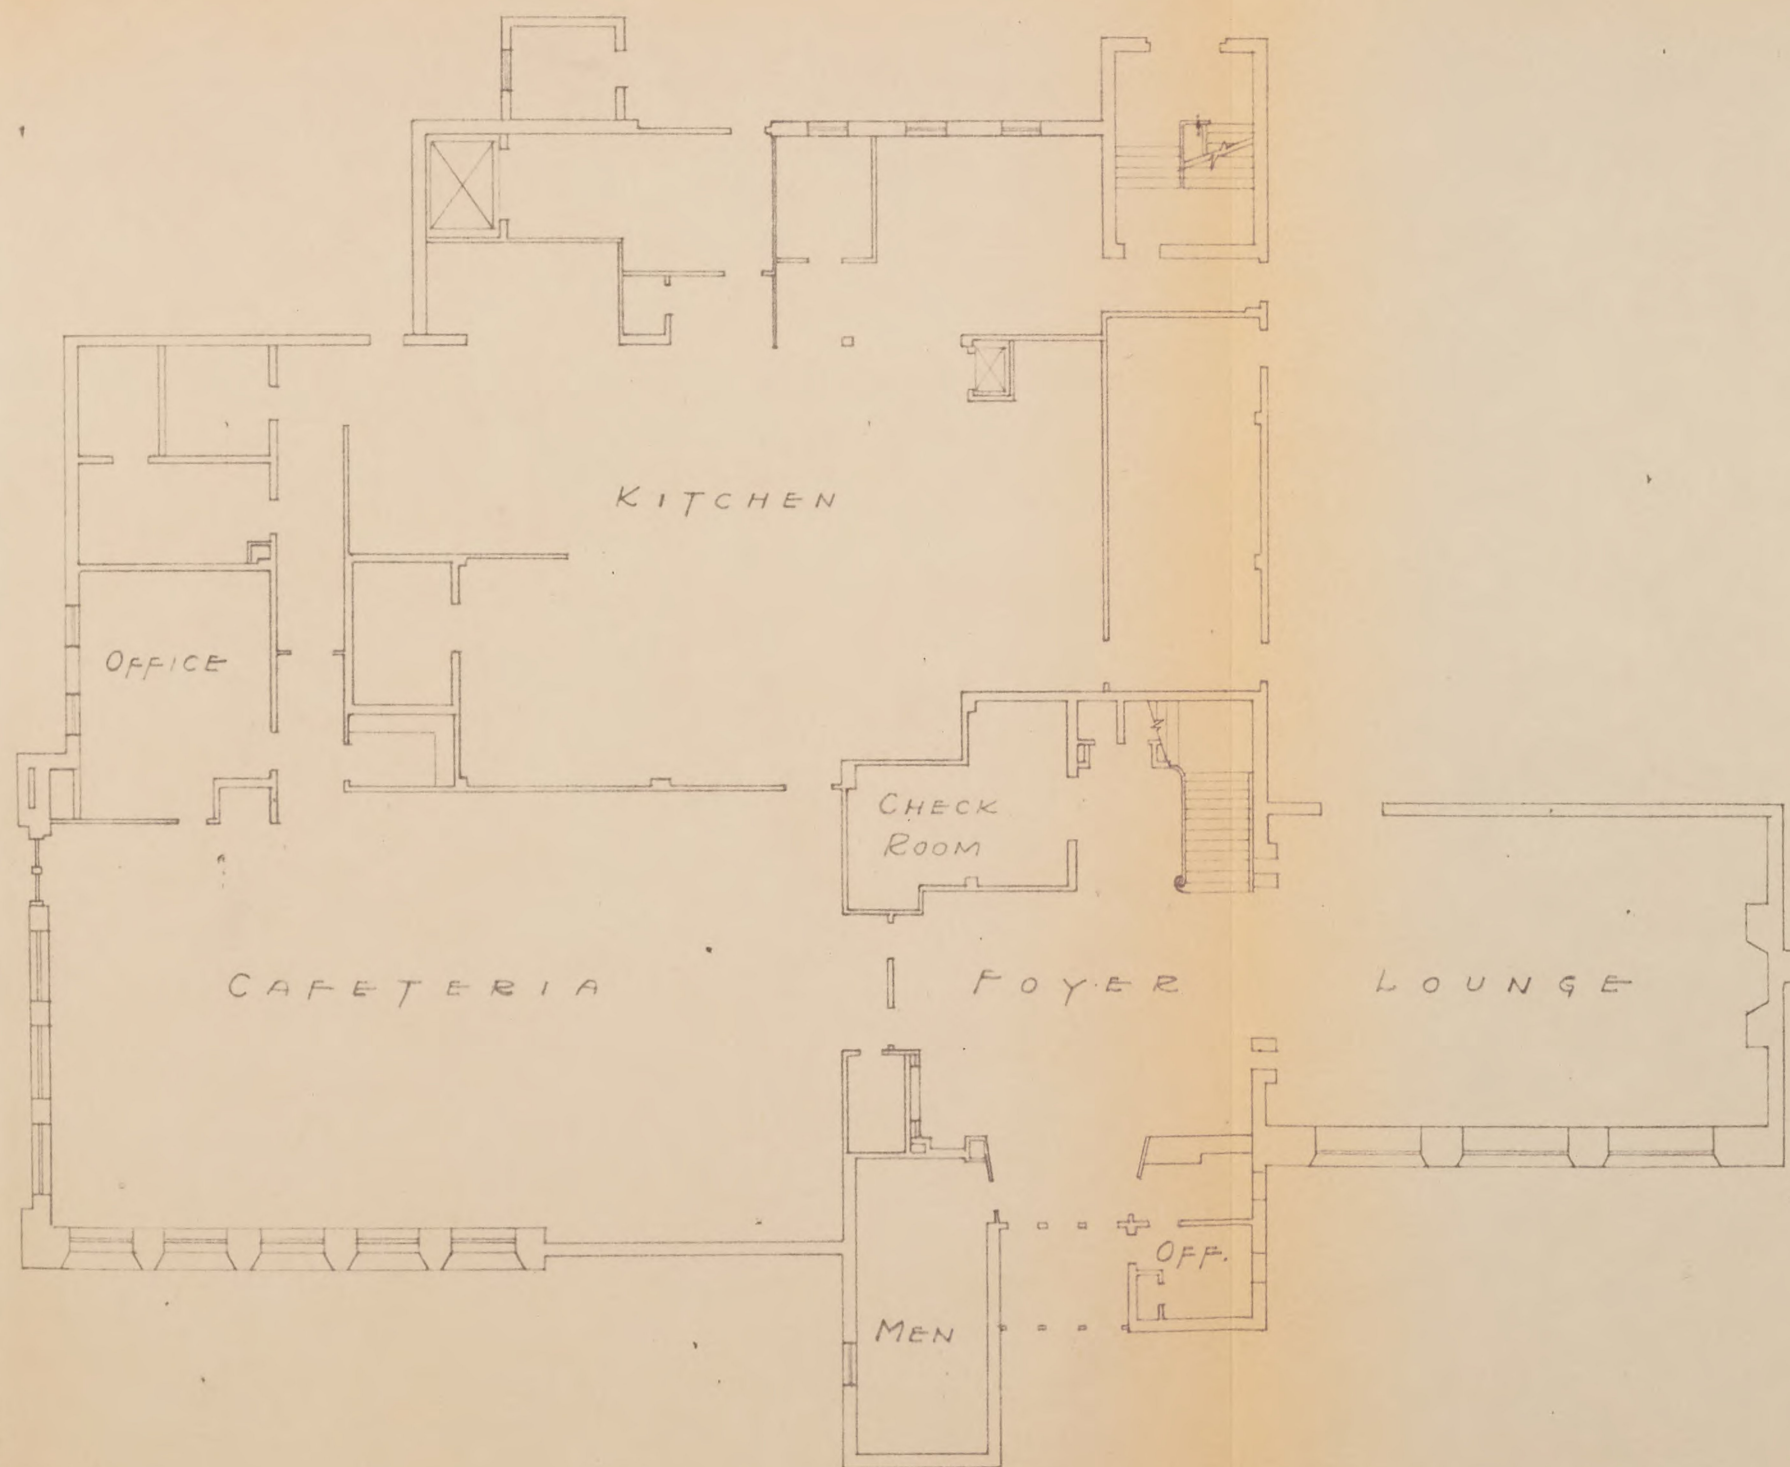 KITCHEN
OFFICE
CHECK
ROOM
CAFETERIA
FOYER
LOUNGE
OFF.
MEN